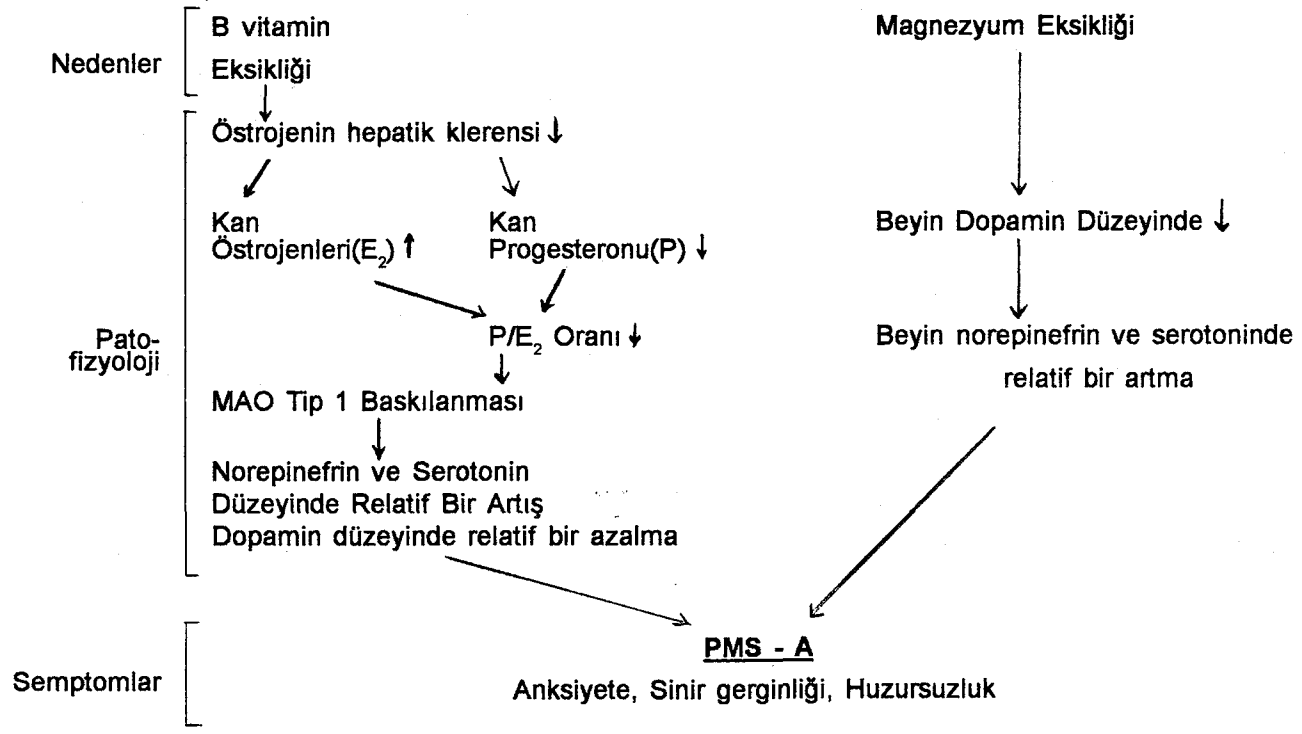 Nedenler
B vitamin
Eksikliği
Magnezyum Eksikliği
Östrojenin hepatik klerensi ↓
Kan
Östrojenleri(E₂) ↑
Kan
Progesteronu(P) ↓
Beyin Dopamin Düzeyinde ↓
Pato-
fizyoloji
P/E₂ Oranı ↓
Beyin norepinefrin ve serotoninde
relatif bir artma
MAO Tip 1 Baskılanması
Norepinefrin ve Serotonin
Düzeyinde Relatif Bir Artış
Dopamin düzeyinde relatif bir azalma
Semptomlar
PMS - A
Anksiyete, Sinir gerginliği, Huzursuzluk